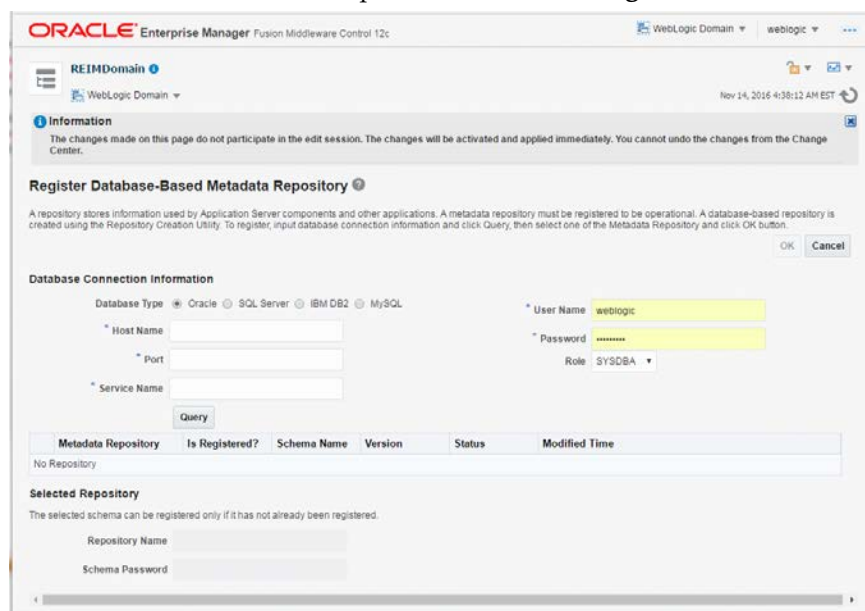 ORACLE Enterprise Manager Fusion Middleware Control 12c WebLogic Domain weblogic
REIMDomain
WebLogic Domain Nov 14, 2016 4:38:12 AM EST
Information
The changes made on this page do not participate in the edit session. The changes will be activated and applied immediately. You cannot undo the changes from the Change
Center.
Register Database-Based Metadata Repository
A repository stores information used by Application Server components and other applications. A metadata repository must be registered to be operational. A database-based repository is
created using the Repository Creation Utility. To register, input database connection information and click Query, then select one of the Metadata Repository and click OK button.
OK Cancel
Database Connection Information
Database Type Oracle SQL Server IBM DB2 MySQL
* User Name weblogic
* Host Name
* Password •••••••••
* Port
Role SYSDBA
* Service Name
Query
Metadata Repository Is Registered? Schema Name Version Status Modified Time
No Repository
Selected Repository
The selected schema can be registered only if it has not already been registered.
Repository Name
Schema Password